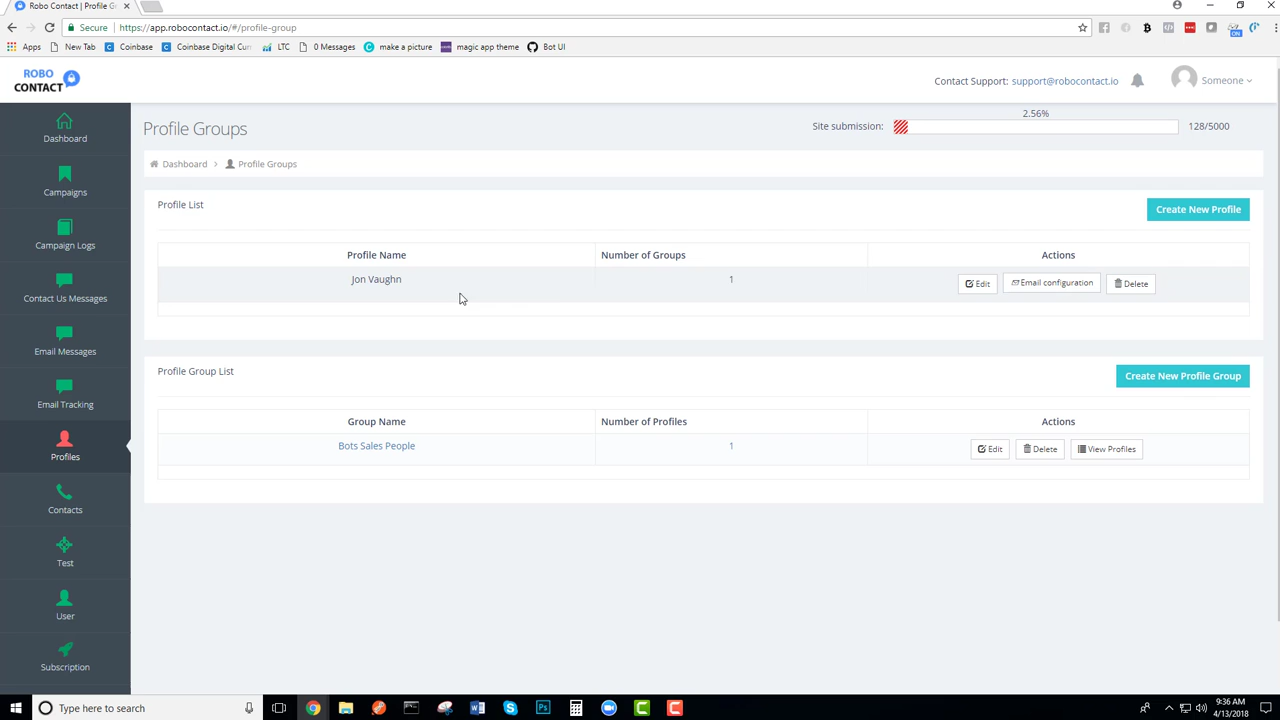 Robo Contact | Profile G
Secure | https://app.robocontact.io/#/profile-group
Apps New Tab Coinbase Coinbase Digital Cur LTC 0 Messages make a picture magic app theme Bot UI
ON
ROBO
CONTACT
Contact Support: support@robocontact.io Someone
Dashboard
Campaigns
Campaign Logs
Contact Us Messages
Email Messages
Email Tracking
Profiles
Contacts
Test
User
Subscription
Profile Groups
2.56%
Site submission: 128/5000
Dashboard > Profile Groups
Profile List
Create New Profile
Profile Name Number of Groups Actions
Jon Vaughn 1 Edit Email configuration Delete
Profile Group List
Create New Profile Group
Group Name Number of Profiles Actions
Bots Sales People 1 Edit Delete View Profiles
Type here to search
9:36 AM
4/13/2018